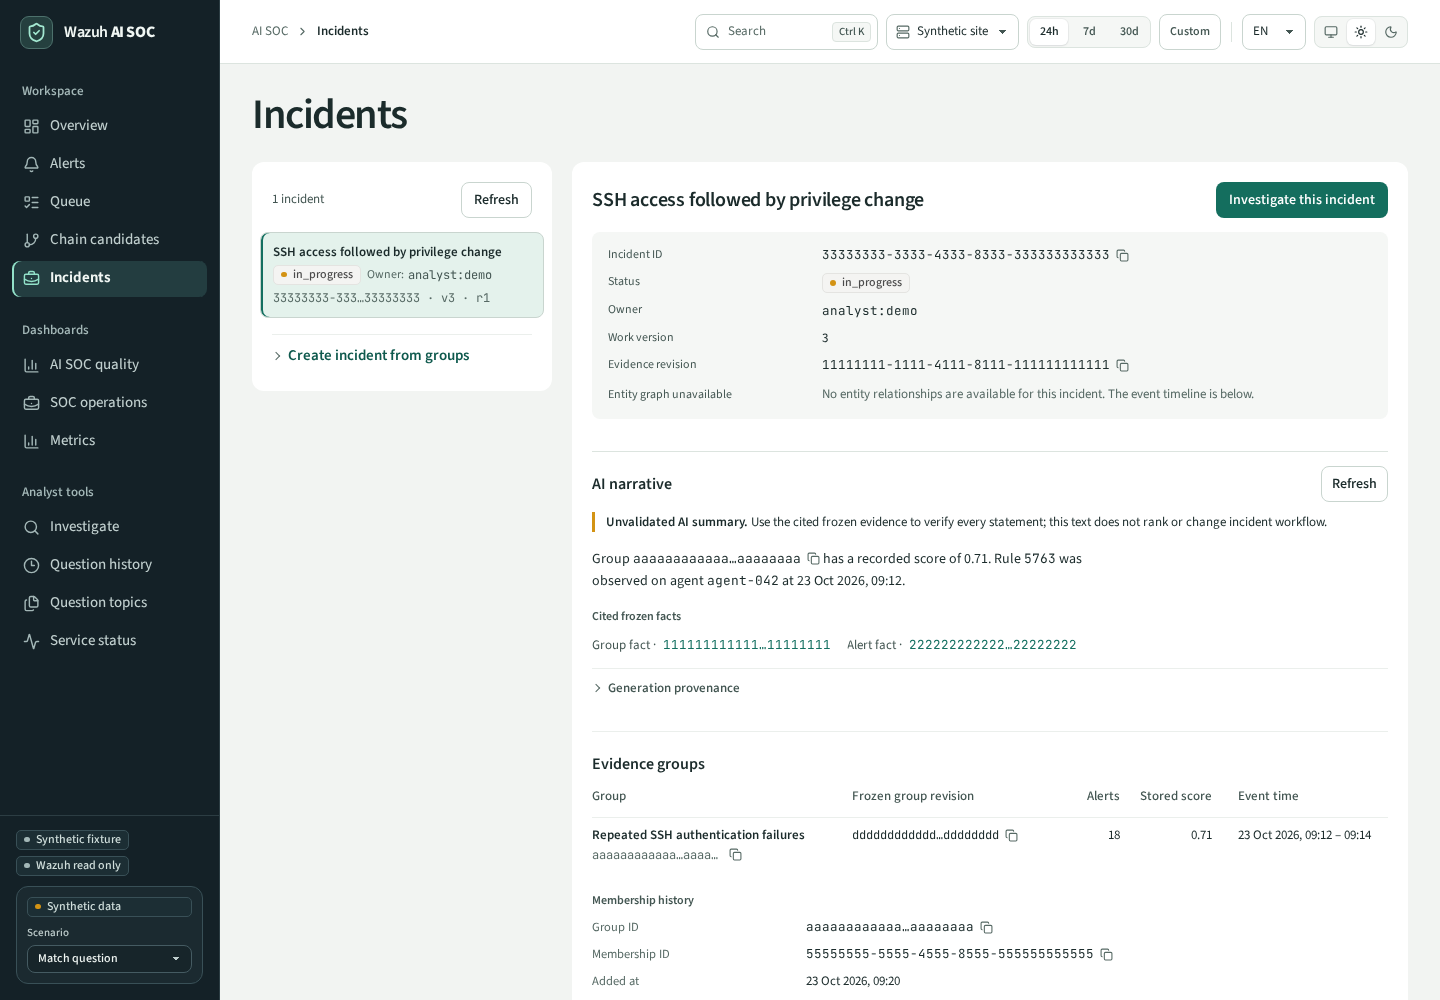 Wazuh AI SOC
Workspace
Overview
Alerts
Queue
Chain candidates
Incidents
Dashboards
AI SOC quality
SOC operations
Metrics
Analyst tools
Investigate
Question history
Question topics
Service status
Synthetic fixture
Wazuh read only
Synthetic data
Scenario
Match question
AI SOC > Incidents
Search Ctrl K
Synthetic site
24h 7d 30d
Custom
EN
Incidents
1 incident
Refresh
SSH access followed by privilege change
in_progress Owner: analyst:demo
33333333-333…33333333 · v3 · r1
Create incident from groups
SSH access followed by privilege change
Investigate this incident
Incident ID 33333333-3333-4333-8333-333333333333
Status in_progress
Owner analyst:demo
Work version 3
Evidence revision 11111111-1111-4111-8111-111111111111
Entity graph unavailable No entity relationships are available for this incident. The event timeline is below.
AI narrative
Refresh
Unvalidated AI summary. Use the cited frozen evidence to verify every statement; this text does not rank or change incident workflow.
Group aaaaaaaaaaaa…aaaaaaaa has a recorded score of 0.71. Rule 5763 was
observed on agent agent-042 at 23 Oct 2026, 09:12.
Cited frozen facts
Group fact · 111111111111…11111111 Alert fact · 222222222222…22222222
Generation provenance
Evidence groups
Group Frozen group revision Alerts Stored score Event time
Repeated SSH authentication failures dddddddddddd…dddddddd 18 0.71 23 Oct 2026, 09:12 – 09:14
aaaaaaaaaaaa…aaaa…
Membership history
Group ID aaaaaaaaaaaa…aaaaaaaa
Membership ID 55555555-5555-4555-8555-555555555555
Added at 23 Oct 2026, 09:20